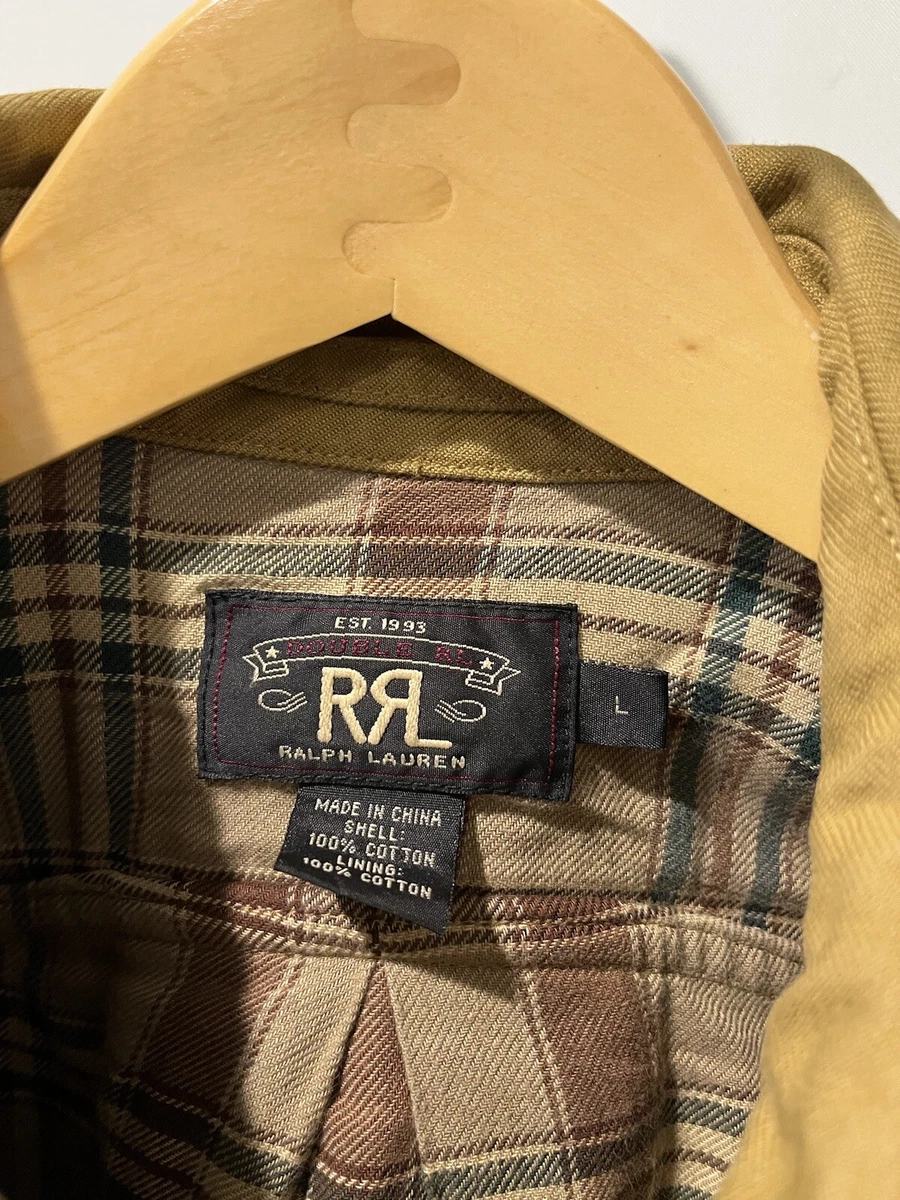 EST. 1993
DOUBLE RL
RRL
RALPH LAUREN
L
MADE IN CHINA
SHELL:
100% COTTON
LINING:
100% COTTON